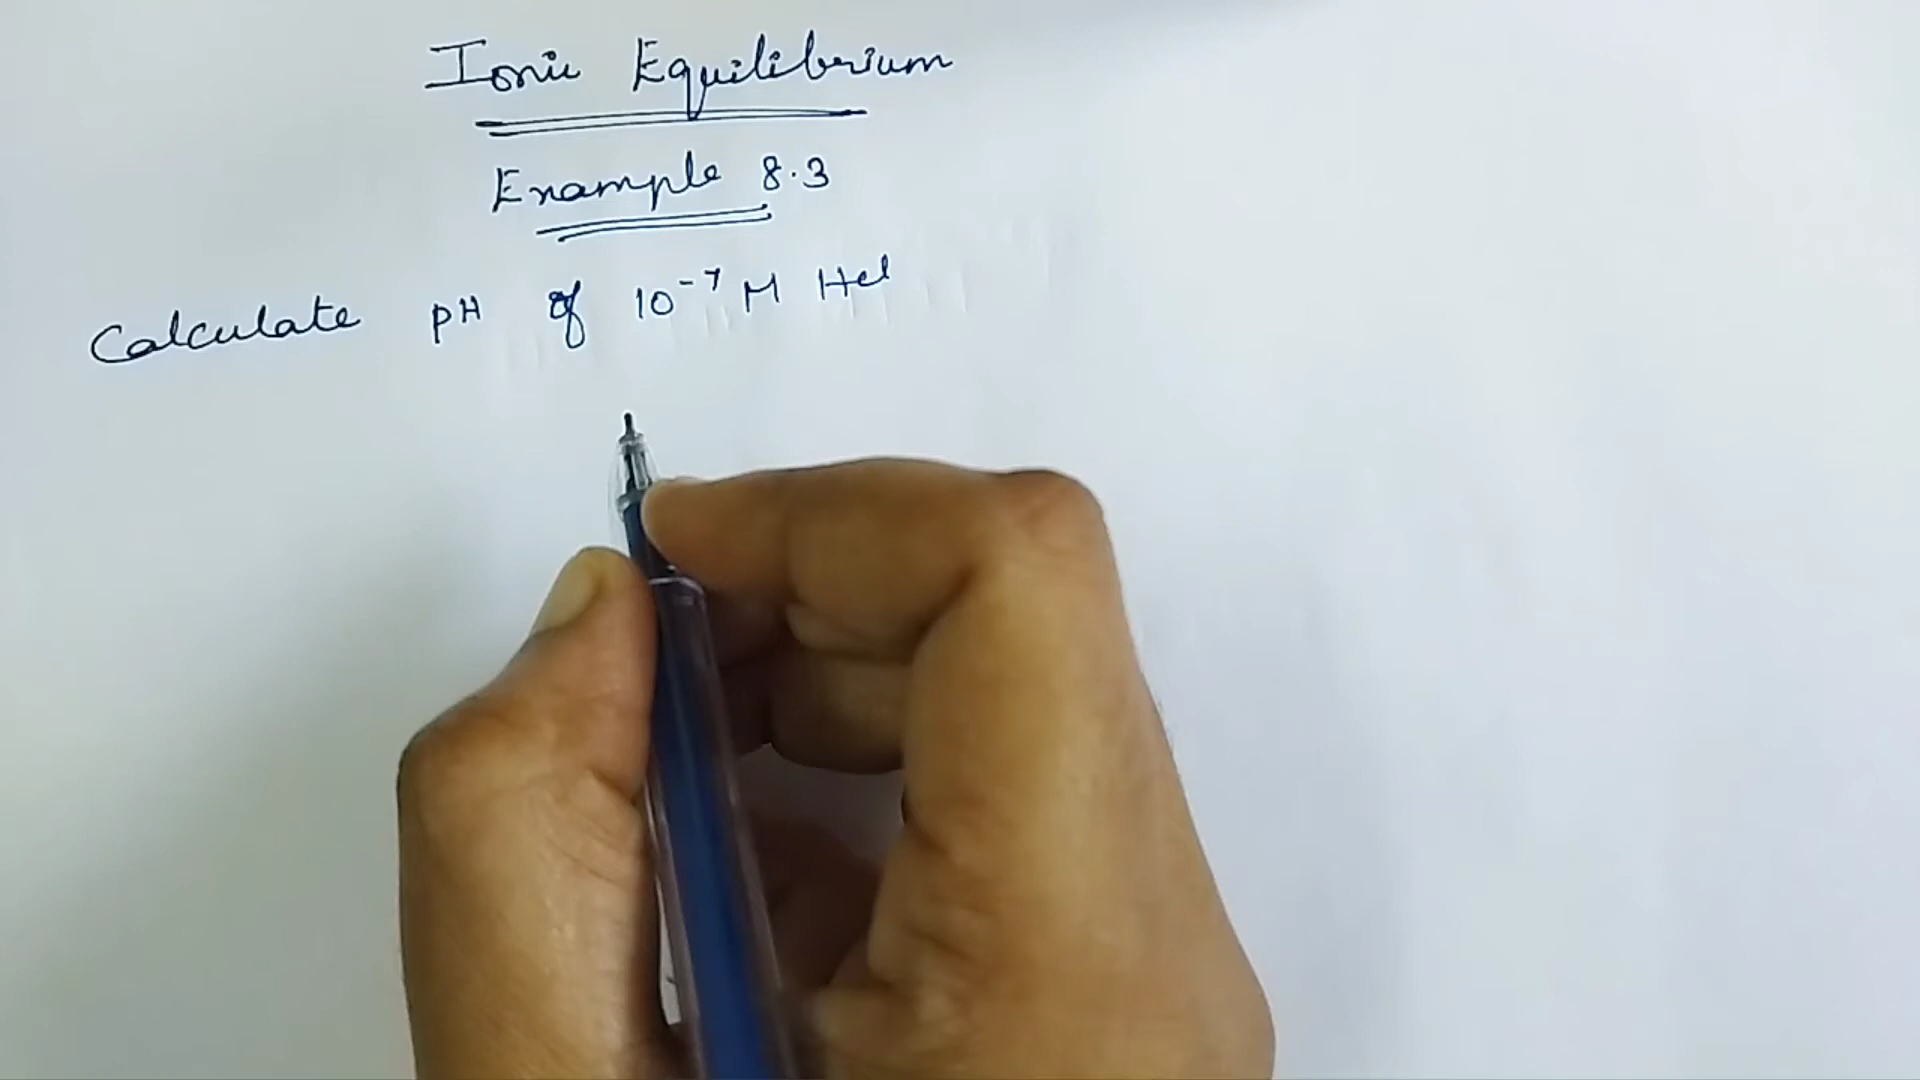 Ionic Equilibrium
Example 8.3
Calculate pH of 10⁻⁷ M Hcl